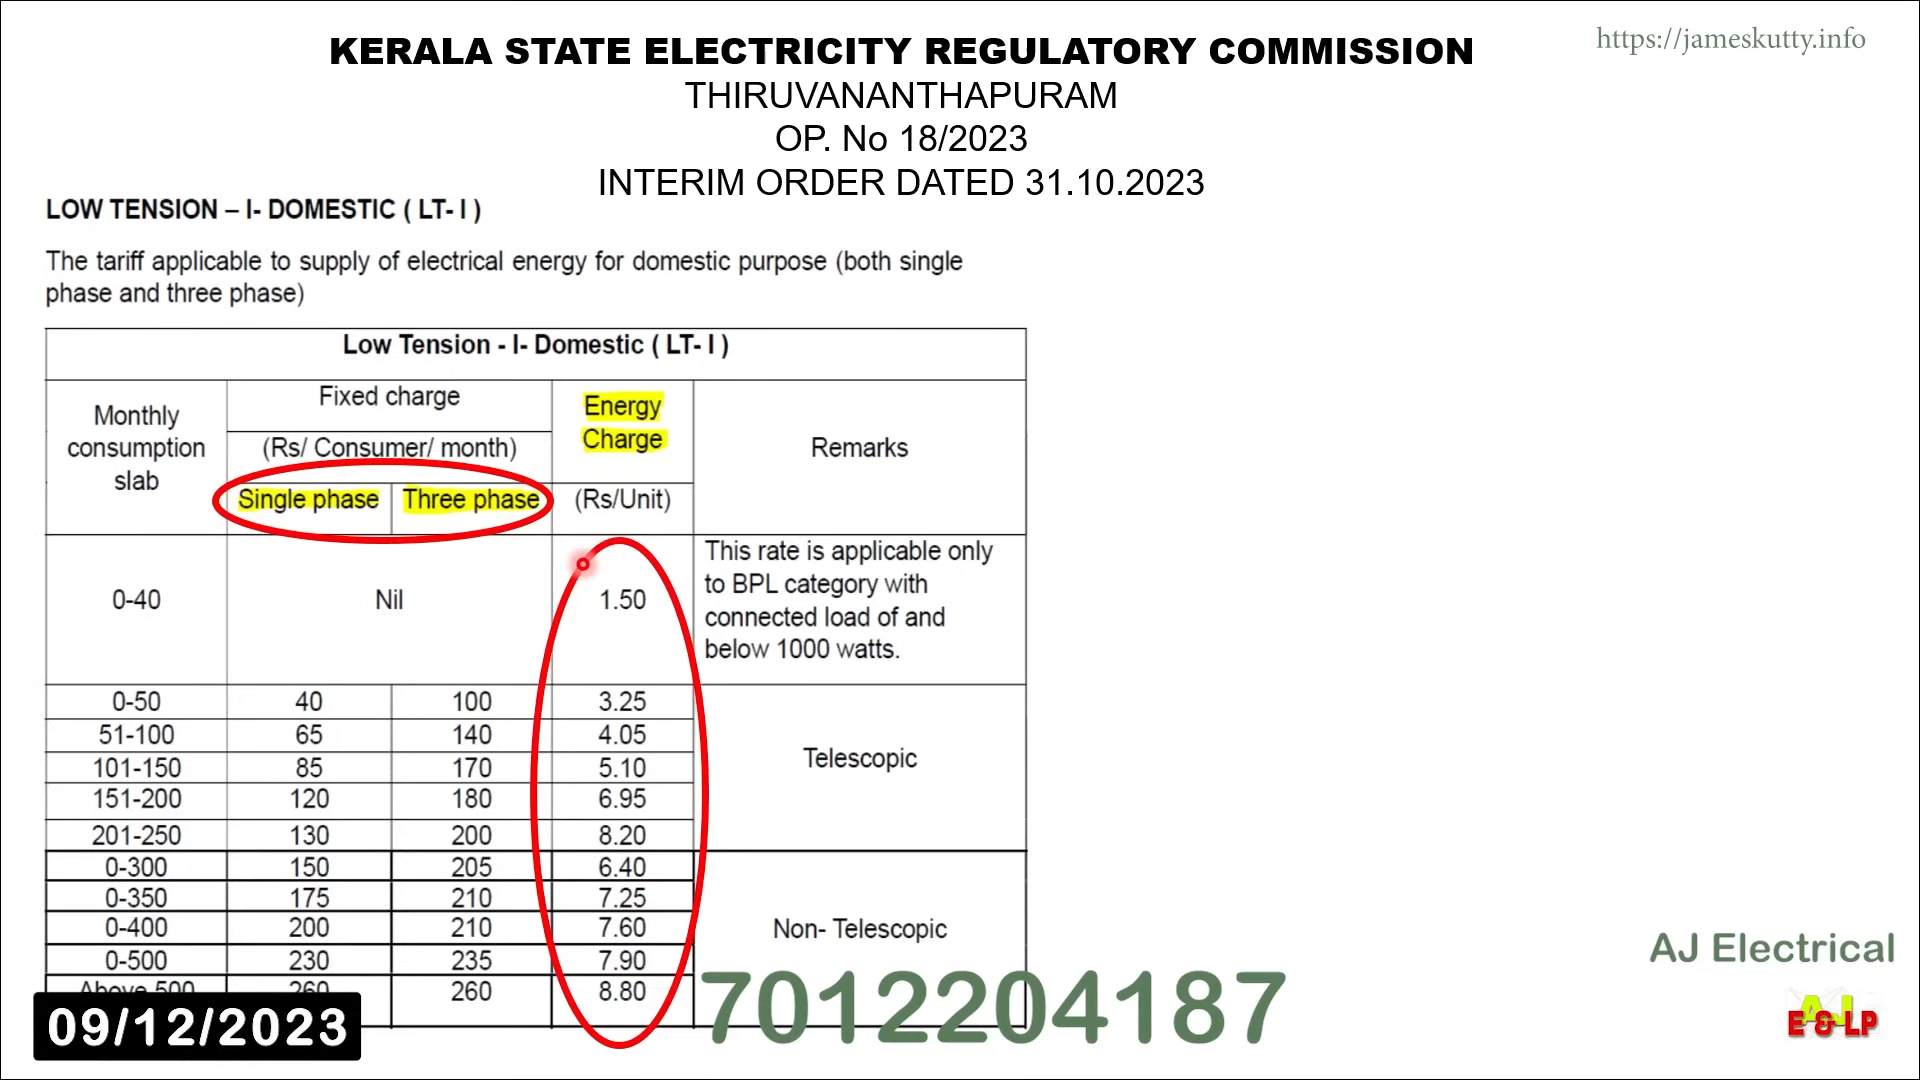 https://jameskutty.info
KERALA STATE ELECTRICITY REGULATORY COMMISSION
THIRUVANANTHAPURAM
OP. No 18/2023
INTERIM ORDER DATED 31.10.2023
LOW TENSION – I- DOMESTIC ( LT- I )
The tariff applicable to supply of electrical energy for domestic purpose (both single
phase and three phase)
Low Tension - I- Domestic ( LT- I )
Monthly
consumption
slab
Fixed charge
(Rs/ Consumer/ month)
Single phase Three phase
Energy
Charge
(Rs/Unit)
Remarks
0-40 Nil 1.50
This rate is applicable only
to BPL category with
connected load of and
below 1000 watts.
0-50 40 100 3.25
51-100 65 140 4.05
101-150 85 170 5.10
Telescopic
151-200 120 180 6.95
201-250 130 200 8.20
0-300 150 205 6.40
0-350 175 210 7.25
0-400 200 210 7.60
Non- Telescopic
0-500 230 235 7.90
Above 500 260 260 8.80
AJ Electrical
7012204187
09/12/2023
AJ
E & LP